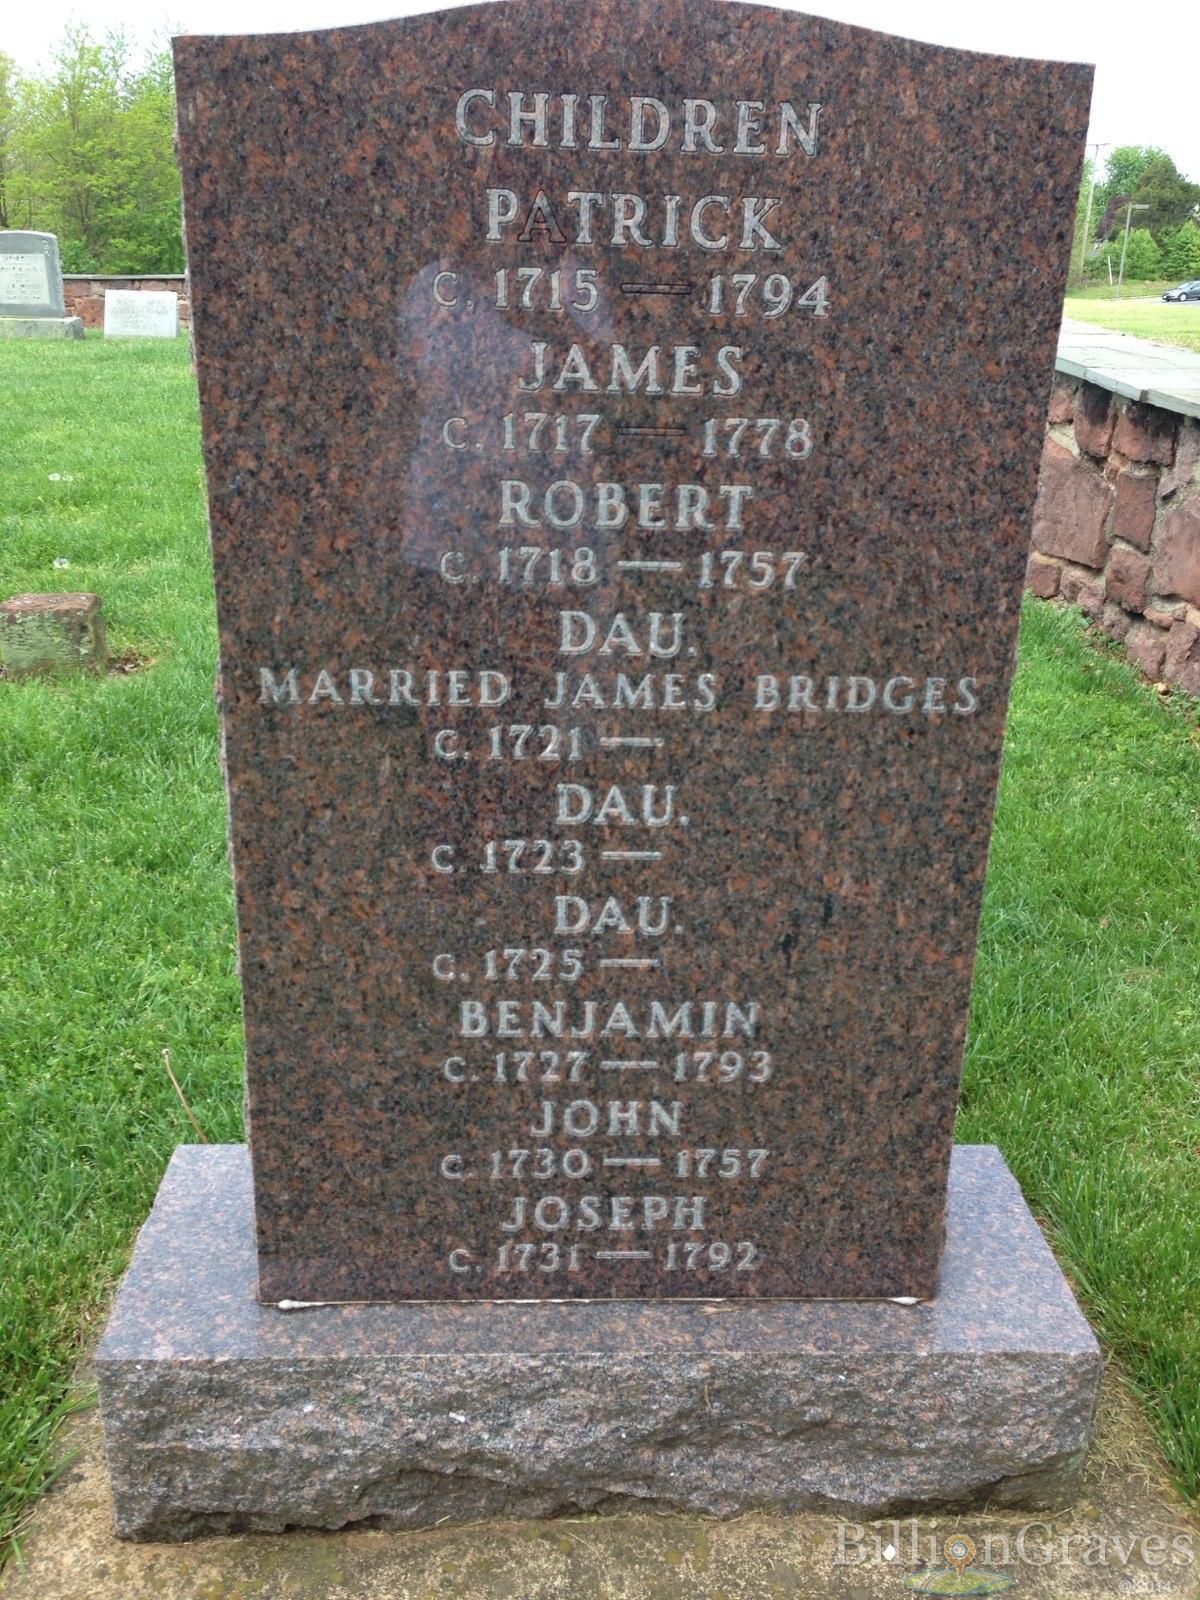 CHILDREN
PATRICK
C. 1715 — 1794
JAMES
C. 1717 — 1778
ROBERT
C. 1718 — 1757
DAU.
MARRIED JAMES BRIDGES
C. 1721 —
DAU.
C. 1723 —
DAU.
C. 1725 —
BENJAMIN
C. 1727 — 1793
JOHN
C. 1730 — 1757
JOSEPH
C. 1731 — 1792
BillionGraves
@ 2014